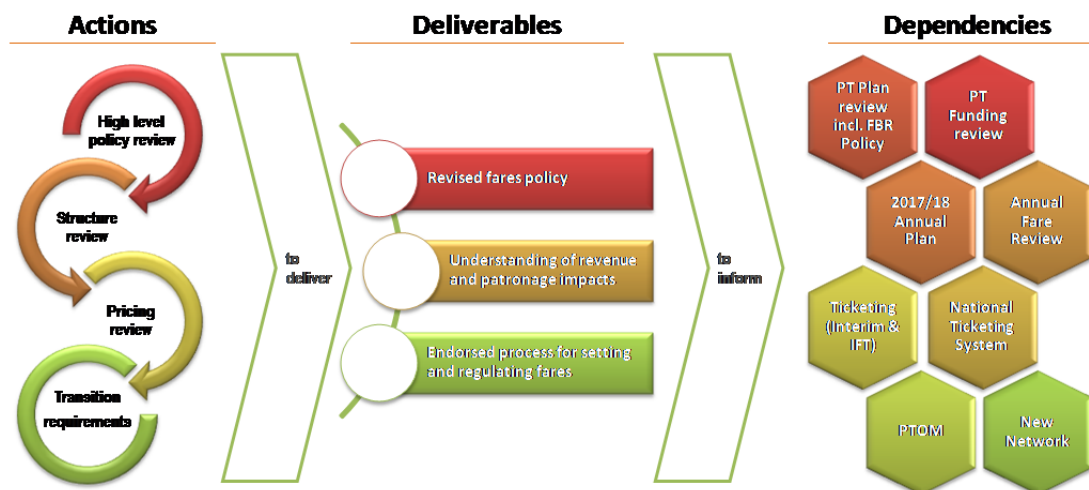 Actions
High level
policy review
Structure
review
Pricing
review
Transition
requirements
to
deliver
Deliverables
Revised fares policy
Understanding of revenue
and patronage impacts
Endorsed process for setting
and regulating fares
to
inform
Dependencies
PT Plan
review
incl. FBR
Policy
PT
Funding
review
2017/18
Annual
Plan
Annual
Fare
Review
Ticketing
(Interim &
IFT)
National
Ticketing
System
PTOM
New
Network